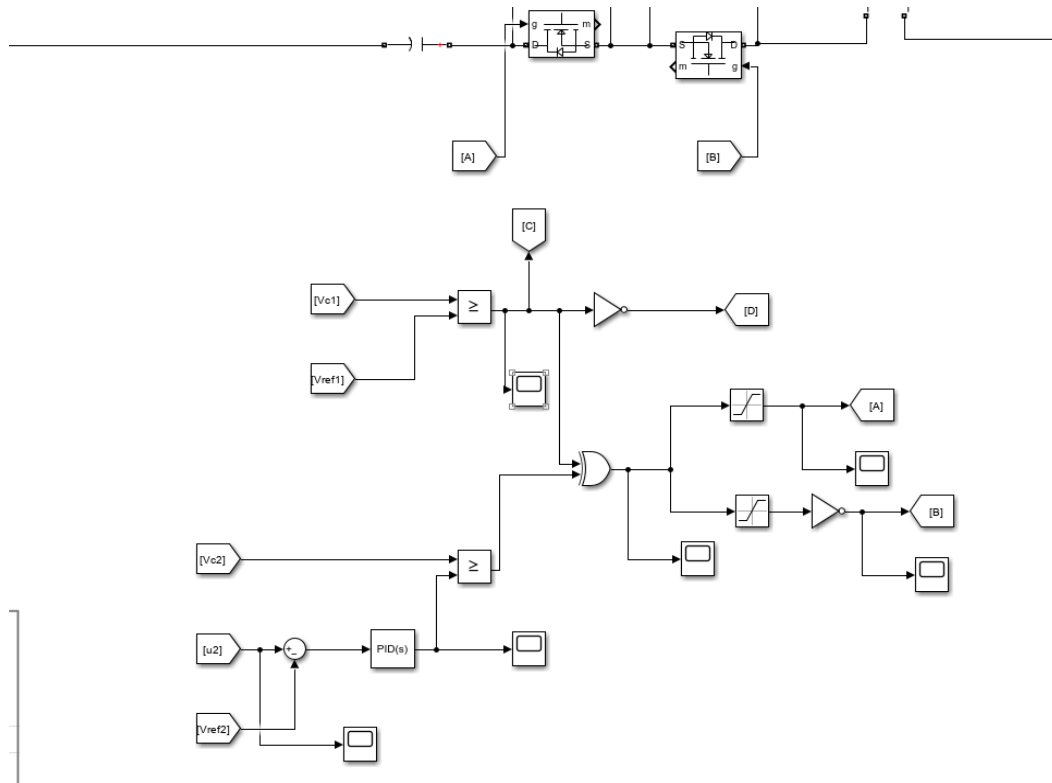 g
m
D
S
S
D
m
g
[A]
[B]
[C]
[Vc1]
≥
[D]
[Vref1]
[A]
[B]
[Vc2]
≥
[u2]
+
−
PID(s)
[Vref2]